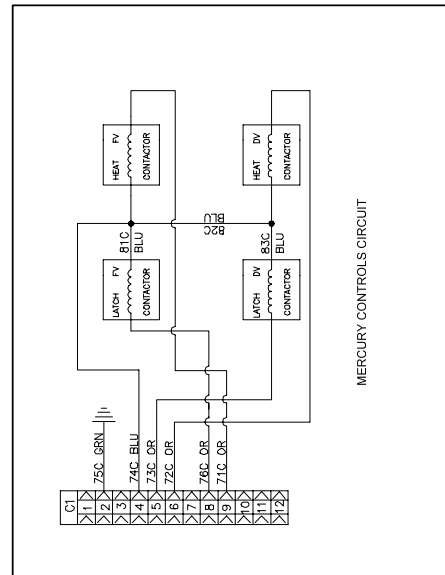 FV
HEAT
CONTACTOR
DV
HEAT
CONTACTOR
81C
BLU
82C
BLU
83C
BLU
FV
LATCH
CONTACTOR
DV
LATCH
CONTACTOR
75C GRN
74C BLU
73C OR
72C OR
76C OR
71C OR
C1
1
2
3
4
5
6
7
8
9
10
11
12
MERCURY CONTROLS CIRCUIT